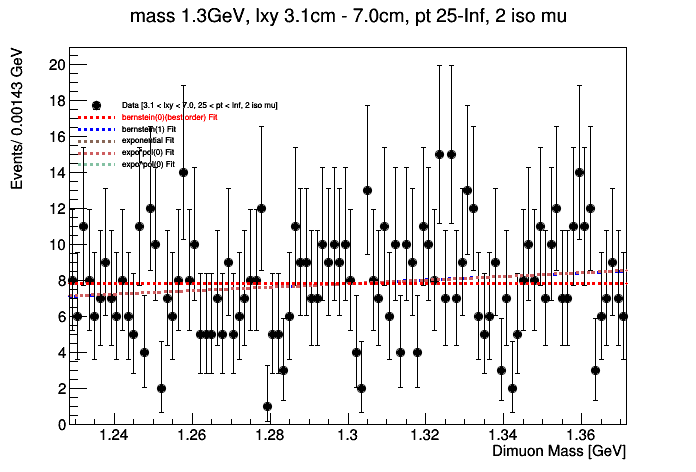 mass 1.3GeV, lxy 3.1cm - 7.0cm, pt 25-Inf, 2 iso mu
Events/ 0.00143 GeV
20
18
16
14
12
10
8
6
4
2
0
Data [3.1 < lxy < 7.0, 25 < pt < Inf, 2 iso mu]
bernstein(0)(best order) Fit
bernstein(1) Fit
exponential Fit
expo*pol(0) Fit
expo*pol(0) Fit
1.24 1.26 1.28 1.3 1.32 1.34 1.36
Dimuon Mass [GeV]